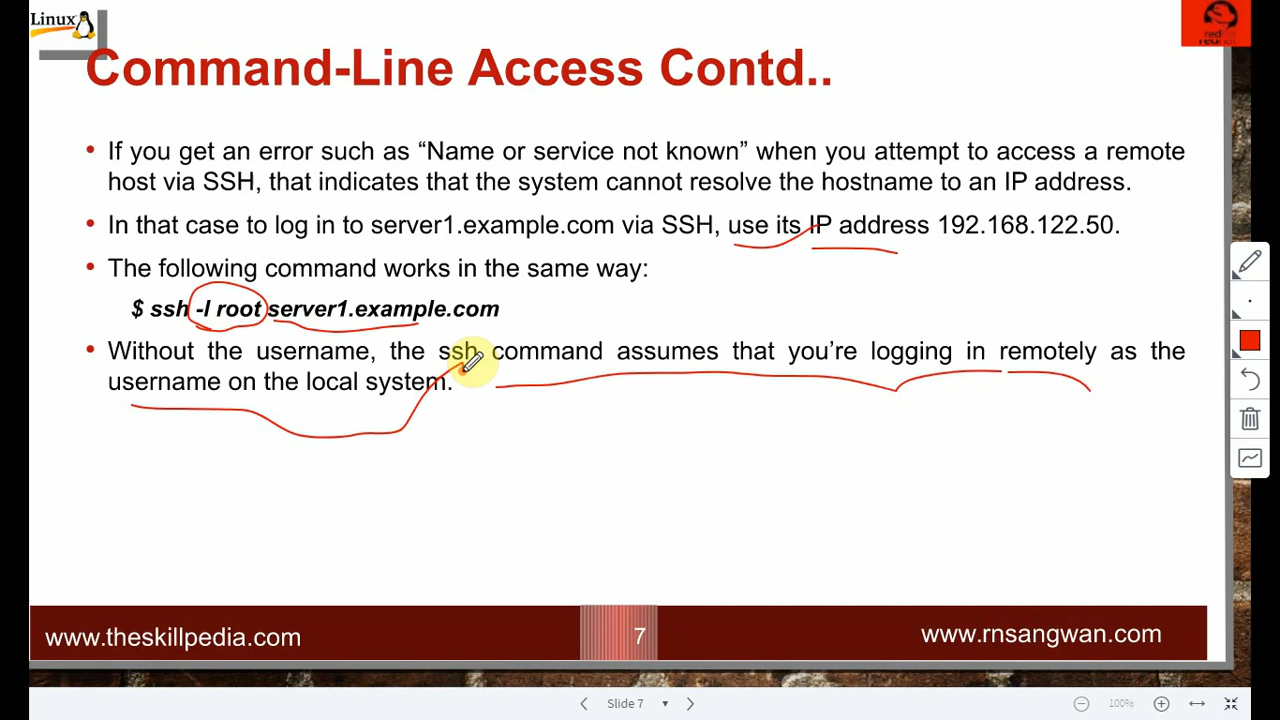 Linux
Command-Line Access Contd..
• If you get an error such as “Name or service not known” when you attempt to access a remote
host via SSH, that indicates that the system cannot resolve the hostname to an IP address.
• In that case to log in to server1.example.com via SSH, use its IP address 192.168.122.50.
• The following command works in the same way:
$ ssh -l root server1.example.com
• Without the username, the ssh command assumes that you’re logging in remotely as the
username on the local system.
www.theskillpedia.com
7
www.rnsangwan.com
Slide 7
100%